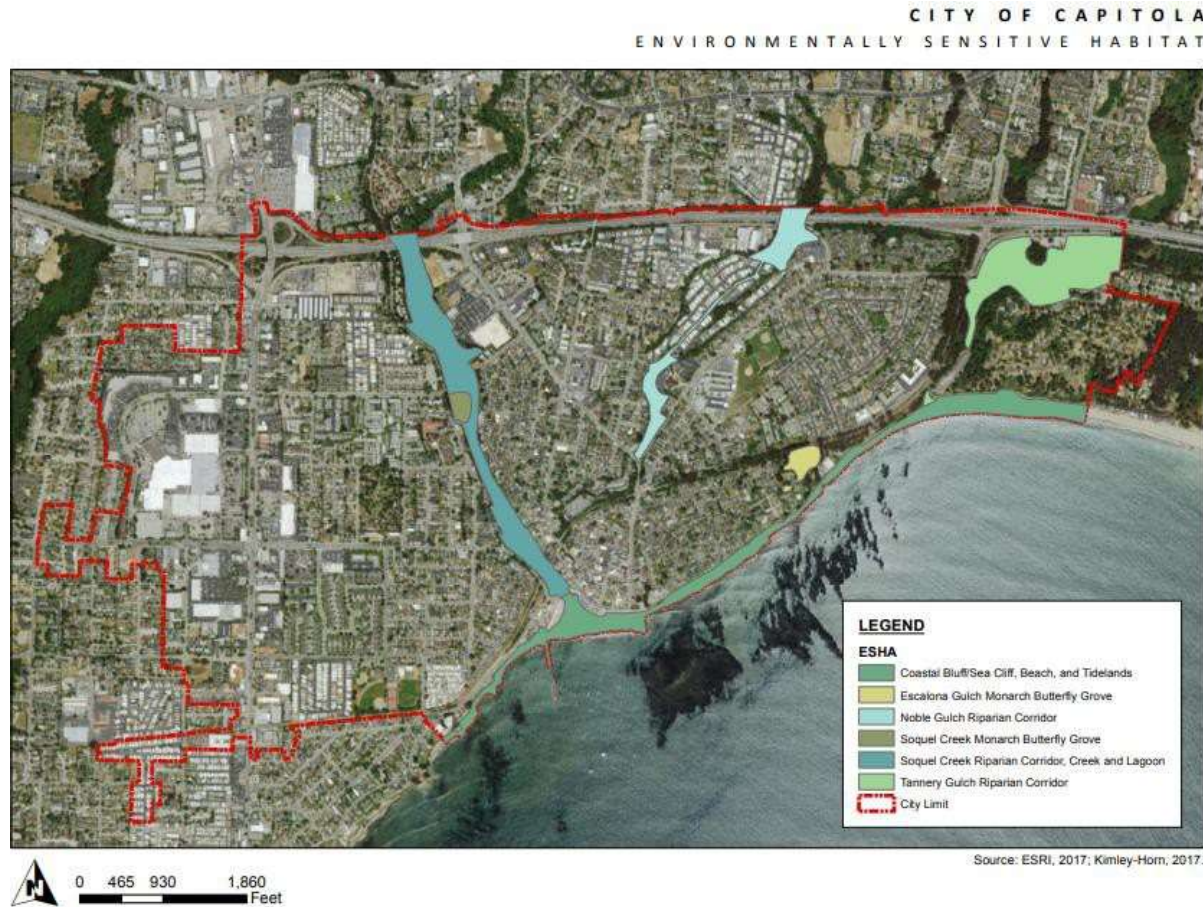 CITY OF CAPITOLA
ENVIRONMENTALLY SENSITIVE HABITAT
LEGEND
ESHA
Coastal Bluff/Sea Cliff, Beach, and Tidelands
Escalona Gulch Monarch Butterfly Grove
Noble Gulch Riparian Corridor
Soquel Creek Monarch Butterfly Grove
Soquel Creek Riparian Corridor, Creek and Lagoon
Tannery Gulch Riparian Corridor
City Limit
Source: ESRI, 2017; Kimley-Horn, 2017.
N
0 465 930 1,860
Feet